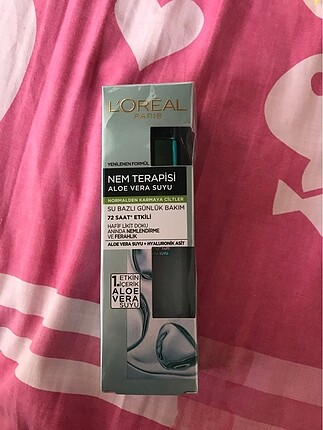 L'ORÉAL
PARIS
YENİLENEN FORMÜL
NEM TERAPİSİ
ALOE VERA SUYU
NORMALDEN KARMAYA CİLTLER
SU BAZLI GÜNLÜK BAKIM
72 SAAT* ETKİLİ
HAFİF LİKİT DOKU
ANINDA NEMLENDİRME
VE FERAHLIK
ALOE VERA SUYU + HYALURONİK ASİT
1. ETKİN
İÇERİK
ALOE
VERA
SUYU